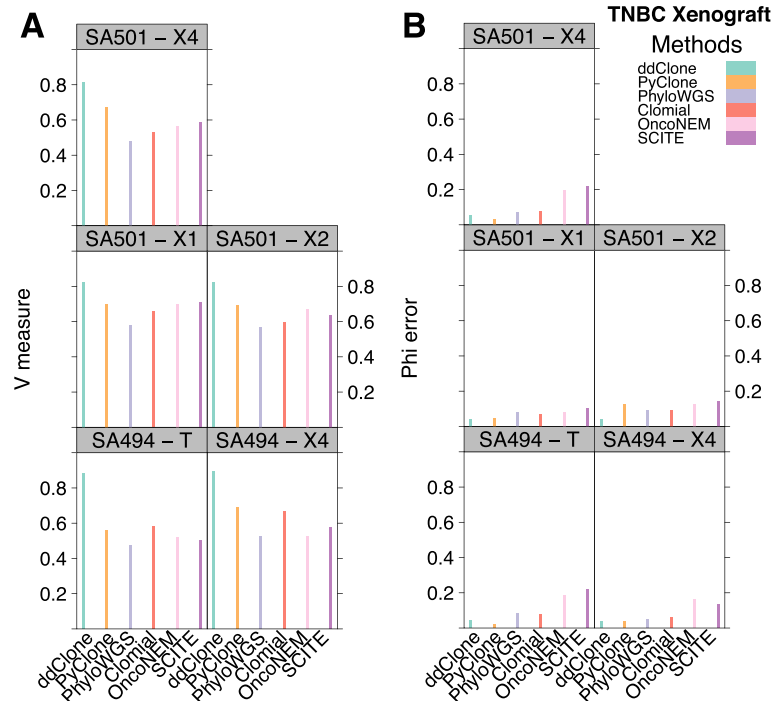 A
B
TNBC Xenograft
Methods
ddClone
PyClone
PhyloWGS
Clomial
OncoNEM
SCITE
SA501 – X4
0.8
0.6
0.4
0.2
SA501 – X1
SA501 – X2
0.8
0.6
0.4
0.2
SA494 – T
SA494 – X4
0.8
0.6
0.4
0.2
V measure
ddClone
PyClone
PhyloWGS
Clomial
OncoNEM
SCITE
ddClone
PyClone
PhyloWGS
Clomial
OncoNEM
SCITE
SA501 – X4
0.8
0.6
0.4
0.2
SA501 – X1
SA501 – X2
0.8
0.6
0.4
0.2
SA494 – T
SA494 – X4
0.8
0.6
0.4
0.2
Phi error
ddClone
PyClone
PhyloWGS
Clomial
OncoNEM
SCITE
ddClone
PyClone
PhyloWGS
Clomial
OncoNEM
SCITE